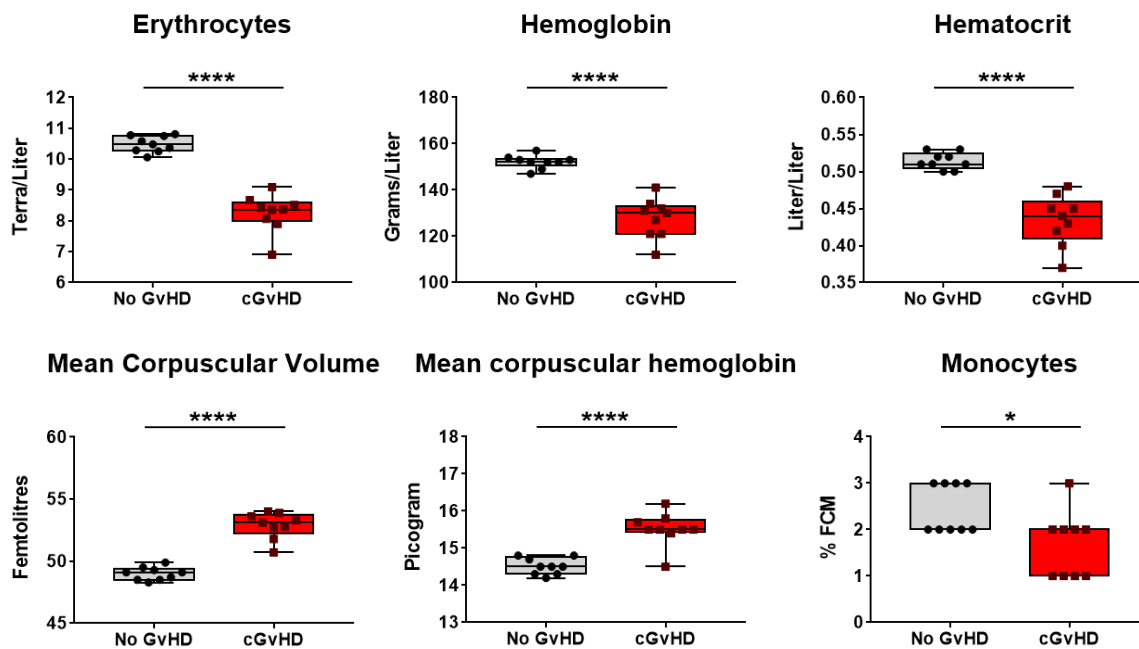 Erythrocytes
****
Terra/Liter
12
11
10
9
8
7
6
No GvHD
cGvHD
Hemoglobin
****
Grams/Liter
180
160
140
120
100
No GvHD
cGvHD
Hematocrit
****
Liter/Liter
0.60
0.55
0.50
0.45
0.40
0.35
No GvHD
cGvHD
Mean Corpuscular Volume
****
Femtolitres
60
55
50
45
No GvHD
cGvHD
Mean corpuscular hemoglobin
****
Picogram
18
17
16
15
14
13
No GvHD
cGvHD
Monocytes
*
% FCM
4
3
2
1
0
No GvHD
cGvHD